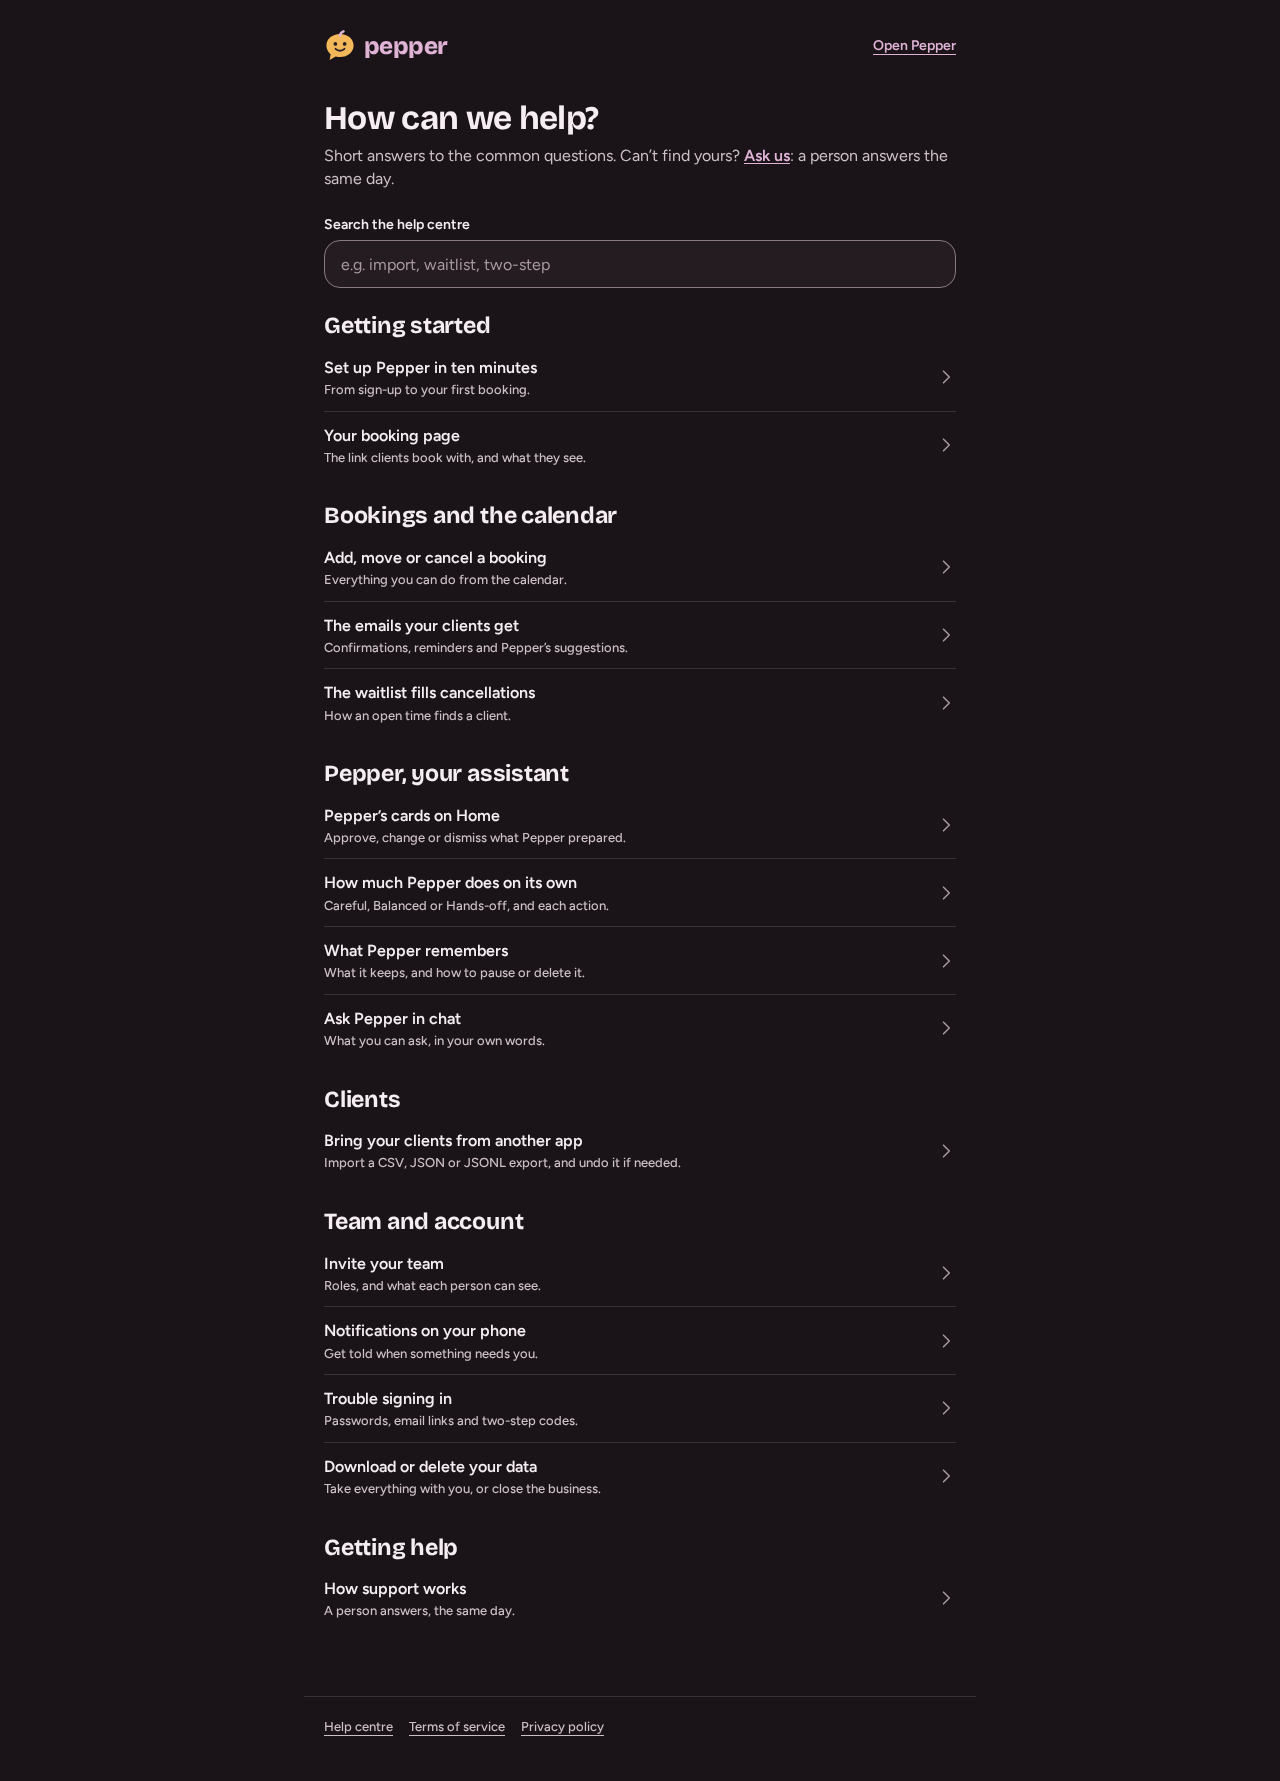 pepper
Open Pepper
How can we help?
Short answers to the common questions. Can’t find yours? Ask us: a person answers the
same day.
Search the help centre
e.g. import, waitlist, two-step
Getting started
Set up Pepper in ten minutes
From sign-up to your first booking.
Your booking page
The link clients book with, and what they see.
Bookings and the calendar
Add, move or cancel a booking
Everything you can do from the calendar.
The emails your clients get
Confirmations, reminders and Pepper’s suggestions.
The waitlist fills cancellations
How an open time finds a client.
Pepper, your assistant
Pepper’s cards on Home
Approve, change or dismiss what Pepper prepared.
How much Pepper does on its own
Careful, Balanced or Hands-off, and each action.
What Pepper remembers
What it keeps, and how to pause or delete it.
Ask Pepper in chat
What you can ask, in your own words.
Clients
Bring your clients from another app
Import a CSV, JSON or JSONL export, and undo it if needed.
Team and account
Invite your team
Roles, and what each person can see.
Notifications on your phone
Get told when something needs you.
Trouble signing in
Passwords, email links and two-step codes.
Download or delete your data
Take everything with you, or close the business.
Getting help
How support works
A person answers, the same day.
Help centre Terms of service Privacy policy